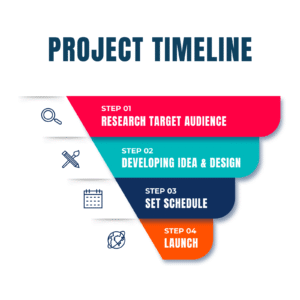 PROJECT TIMELINE
STEP 01
RESEARCH TARGET AUDIENCE
STEP 02
DEVELOPING IDEA & DESIGN
STEP 03
SET SCHEDULE
STEP 04
LAUNCH